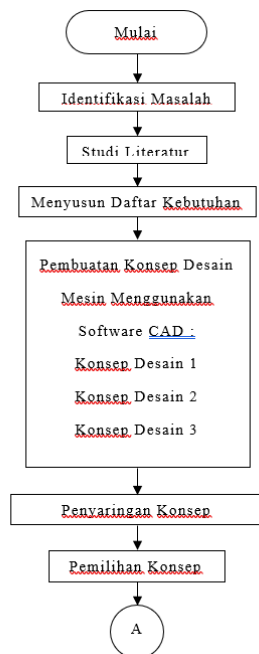 Mulai
Identifikasi Masalah
Studi Literatur
Menyusun Daftar Kebutuhan
Pembuatan Konsep Desain
Mesin Menggunakan
Software CAD :
Konsep Desain 1
Konsep Desain 2
Konsep Desain 3
Penyaringan Konsep
Pemilihan Konsep
A